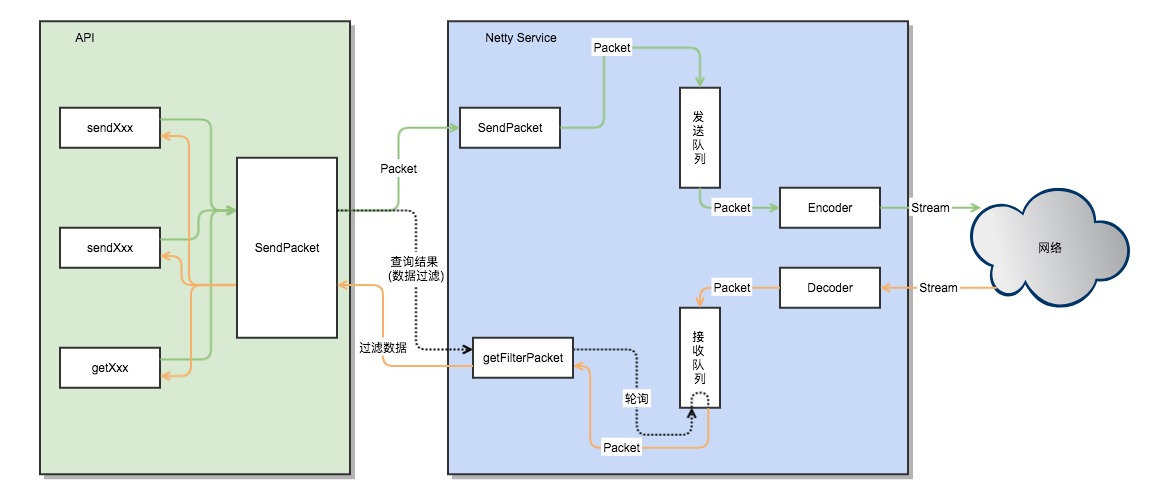 API
Netty Service
sendXxx
sendXxx
getXxx
SendPacket
Packet
查询结果
(数据过滤)
过滤数据
SendPacket
Packet
发
送
队
列
Packet
Encoder
Stream
网络
Stream
Decoder
Packet
接
收
队
列
getFilterPacket
轮询
Packet